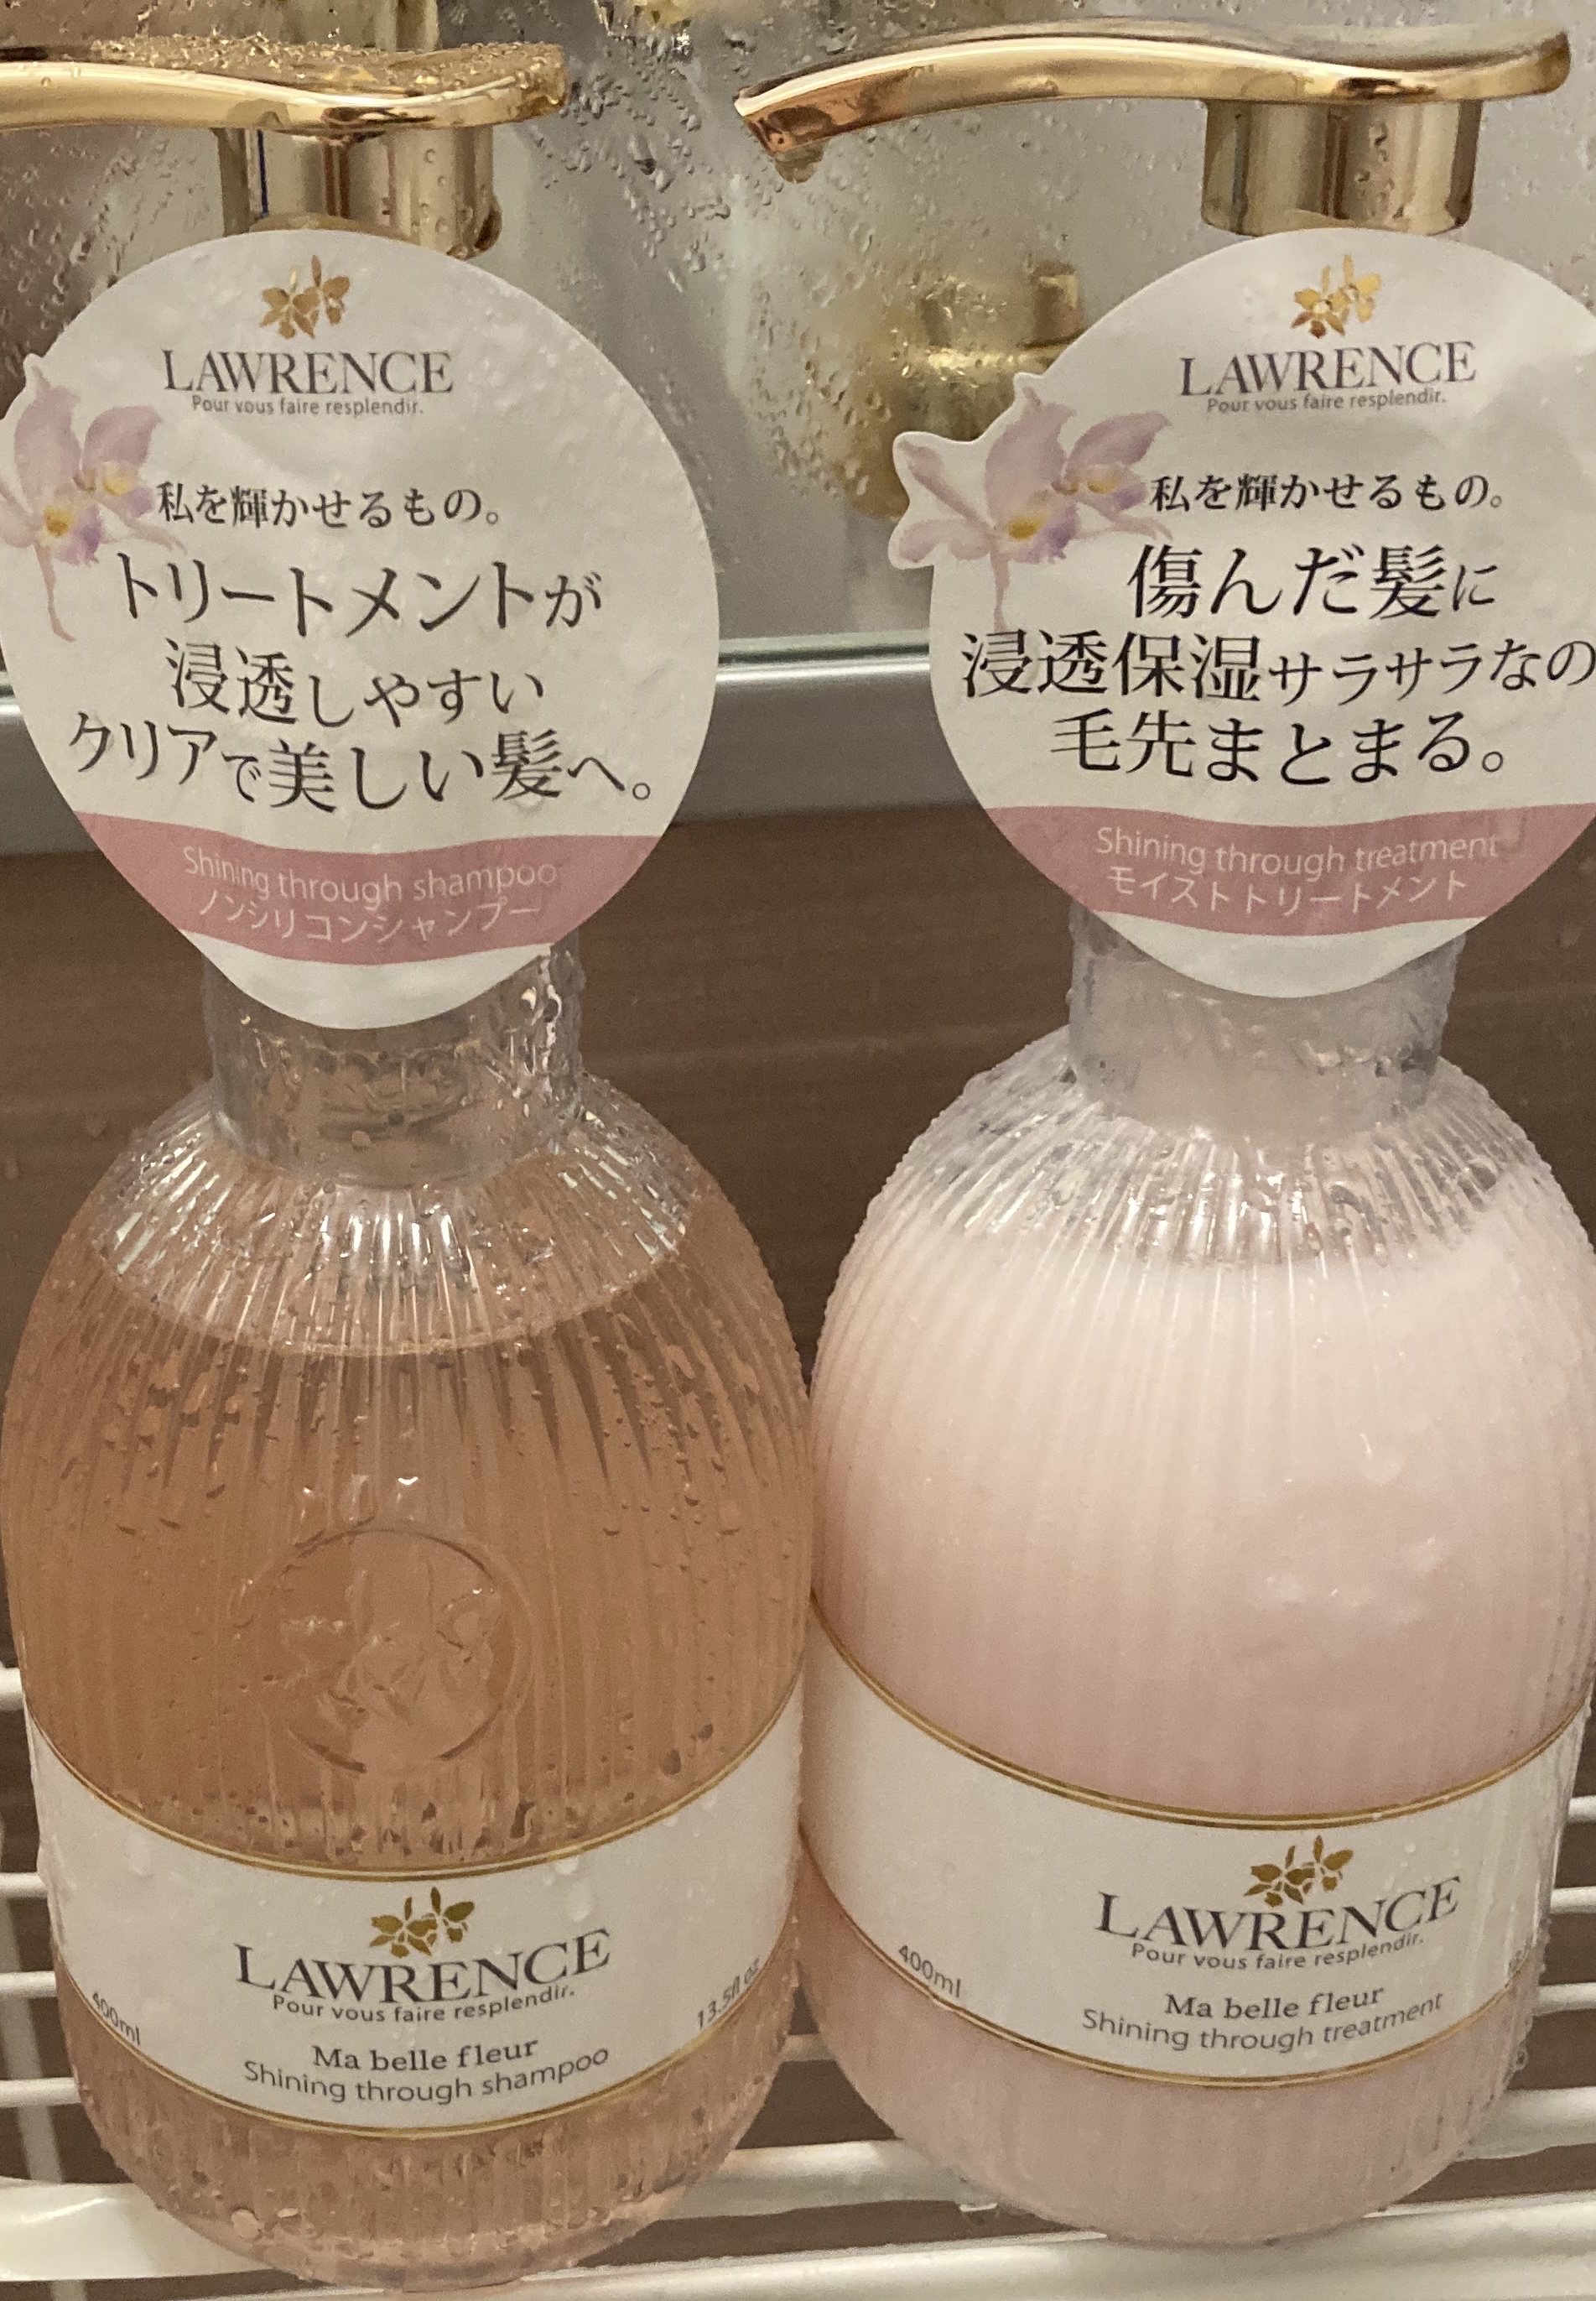 LAWRENCE
Pour vous faire resplendir.
私を輝かせるもの。
トリートメントが
浸透しやすい
クリアで美しい髪へ。
Shining through shampoo
ノンシリコンシャンプー
LAWRENCE
Pour vous faire resplendir.
400ml
13.5fl oz
Ma belle fleur
Shining through shampoo
LAWRENCE
Pour vous faire resplendir.
私を輝かせるもの。
傷んだ髪に
浸透保湿サラサラなの
毛先まとまる。
Shining through treatment
モイストトリートメント
LAWRENCE
Pour vous faire resplendir.
400ml
Ma belle fleur
Shining through treatment